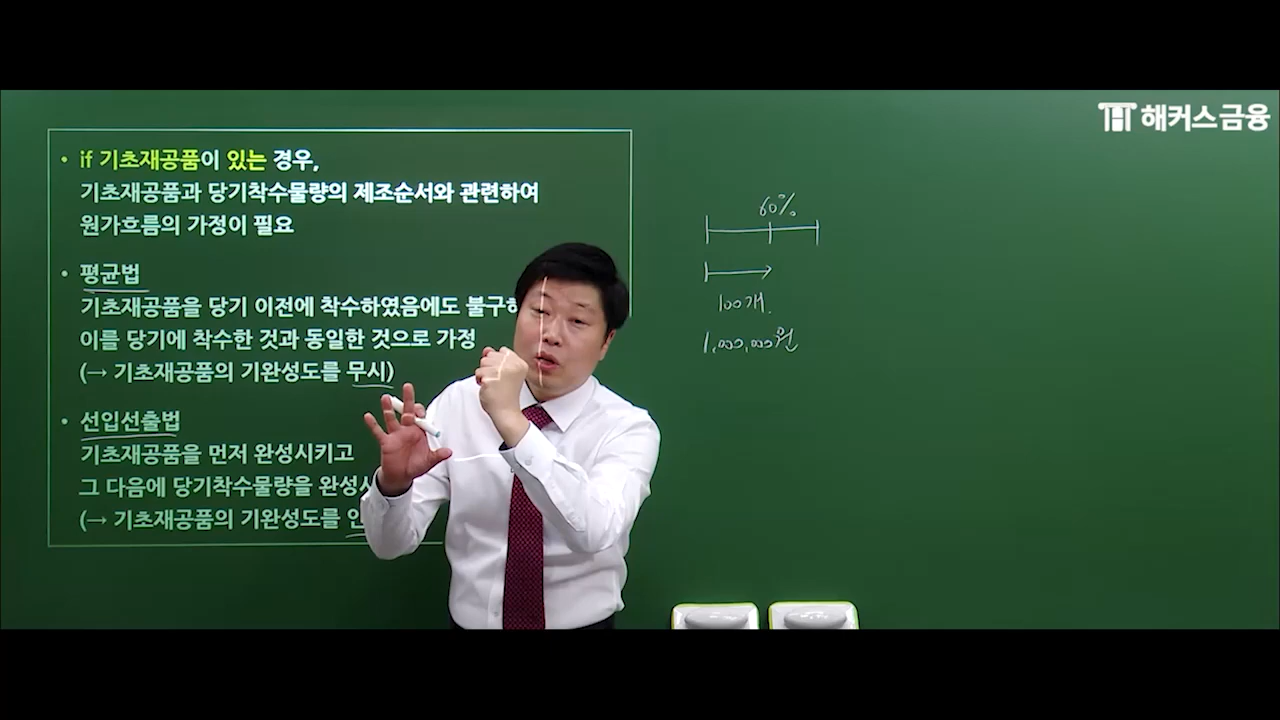 해커스금융
• if 기초재공품이 있는 경우,
기초재공품과 당기착수물량의 제조순서와 관련하여
원가흐름의 가정이 필요
• 평균법
기초재공품을 당기 이전에 착수하였음에도 불구하
이를 당기에 착수한 것과 동일한 것으로 가정
(→ 기초재공품의 기완성도를 무시)
• 선입선출법
기초재공품을 먼저 완성시키고
그 다음에 당기착수물량을 완성시
(→ 기초재공품의 기완성도를 인
60%
100개
1,000,000원